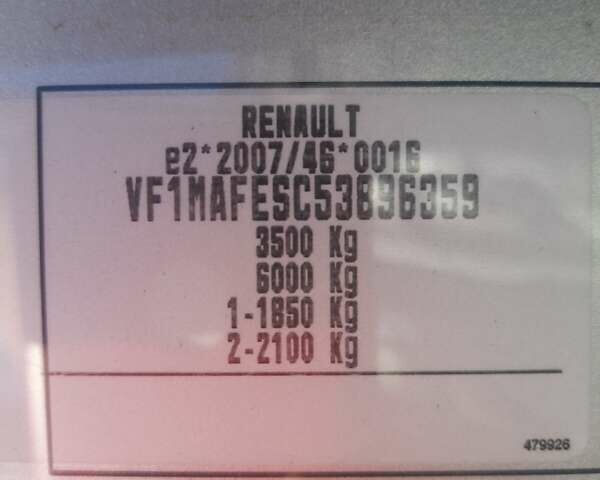 RENAULT
e2*2007/46*0016
VF1MAFESC53896359
3500 Kg
6000 Kg
1-1850 Kg
2-2100 Kg
479926